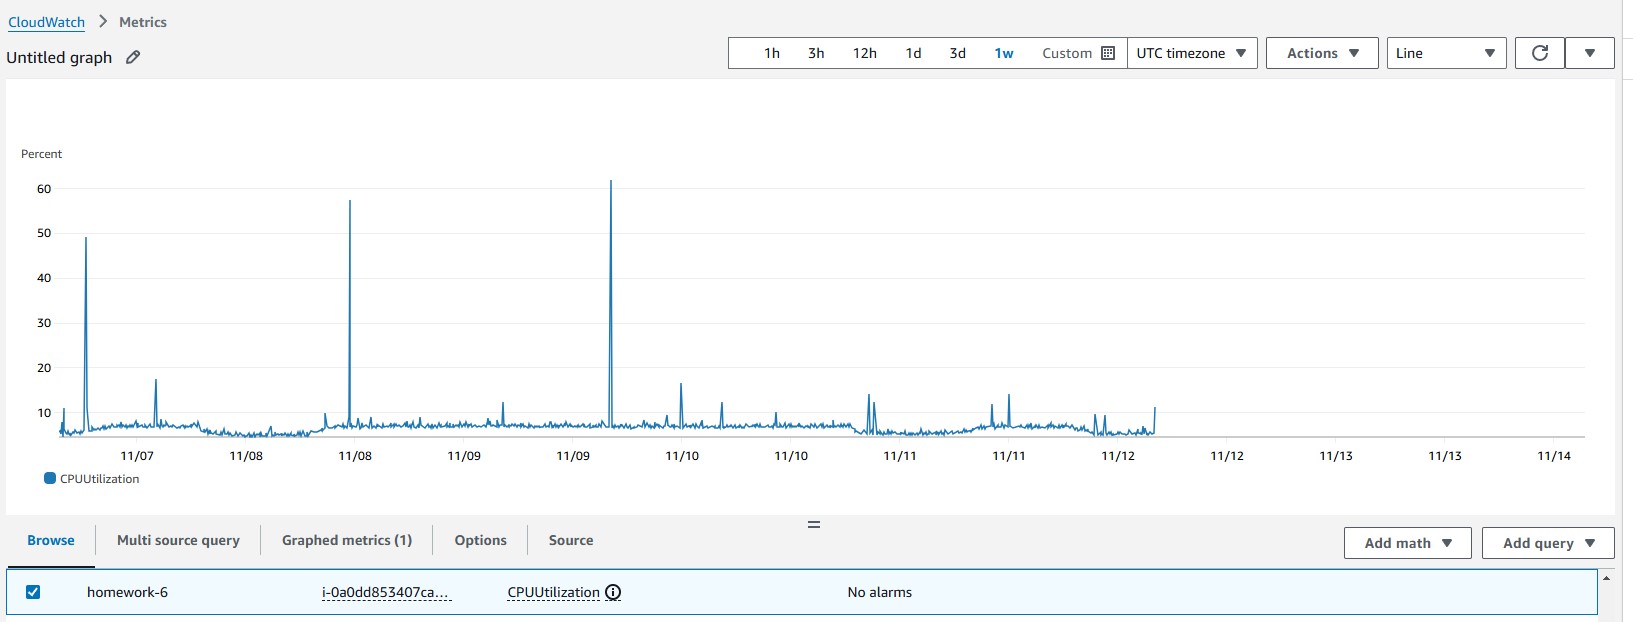 CloudWatch > Metrics
Untitled graph
1h 3h 12h 1d 3d 1w Custom UTC timezone Actions Line
Percent
60
50
40
30
20
10
11/07 11/08 11/08 11/09 11/09 11/10 11/10 11/11 11/11 11/12 11/12 11/13 11/13 11/14
CPUUtilization
Browse Multi source query Graphed metrics (1) Options Source Add math Add query
homework-6 i-0a0dd853407ca... CPUUtilization No alarms